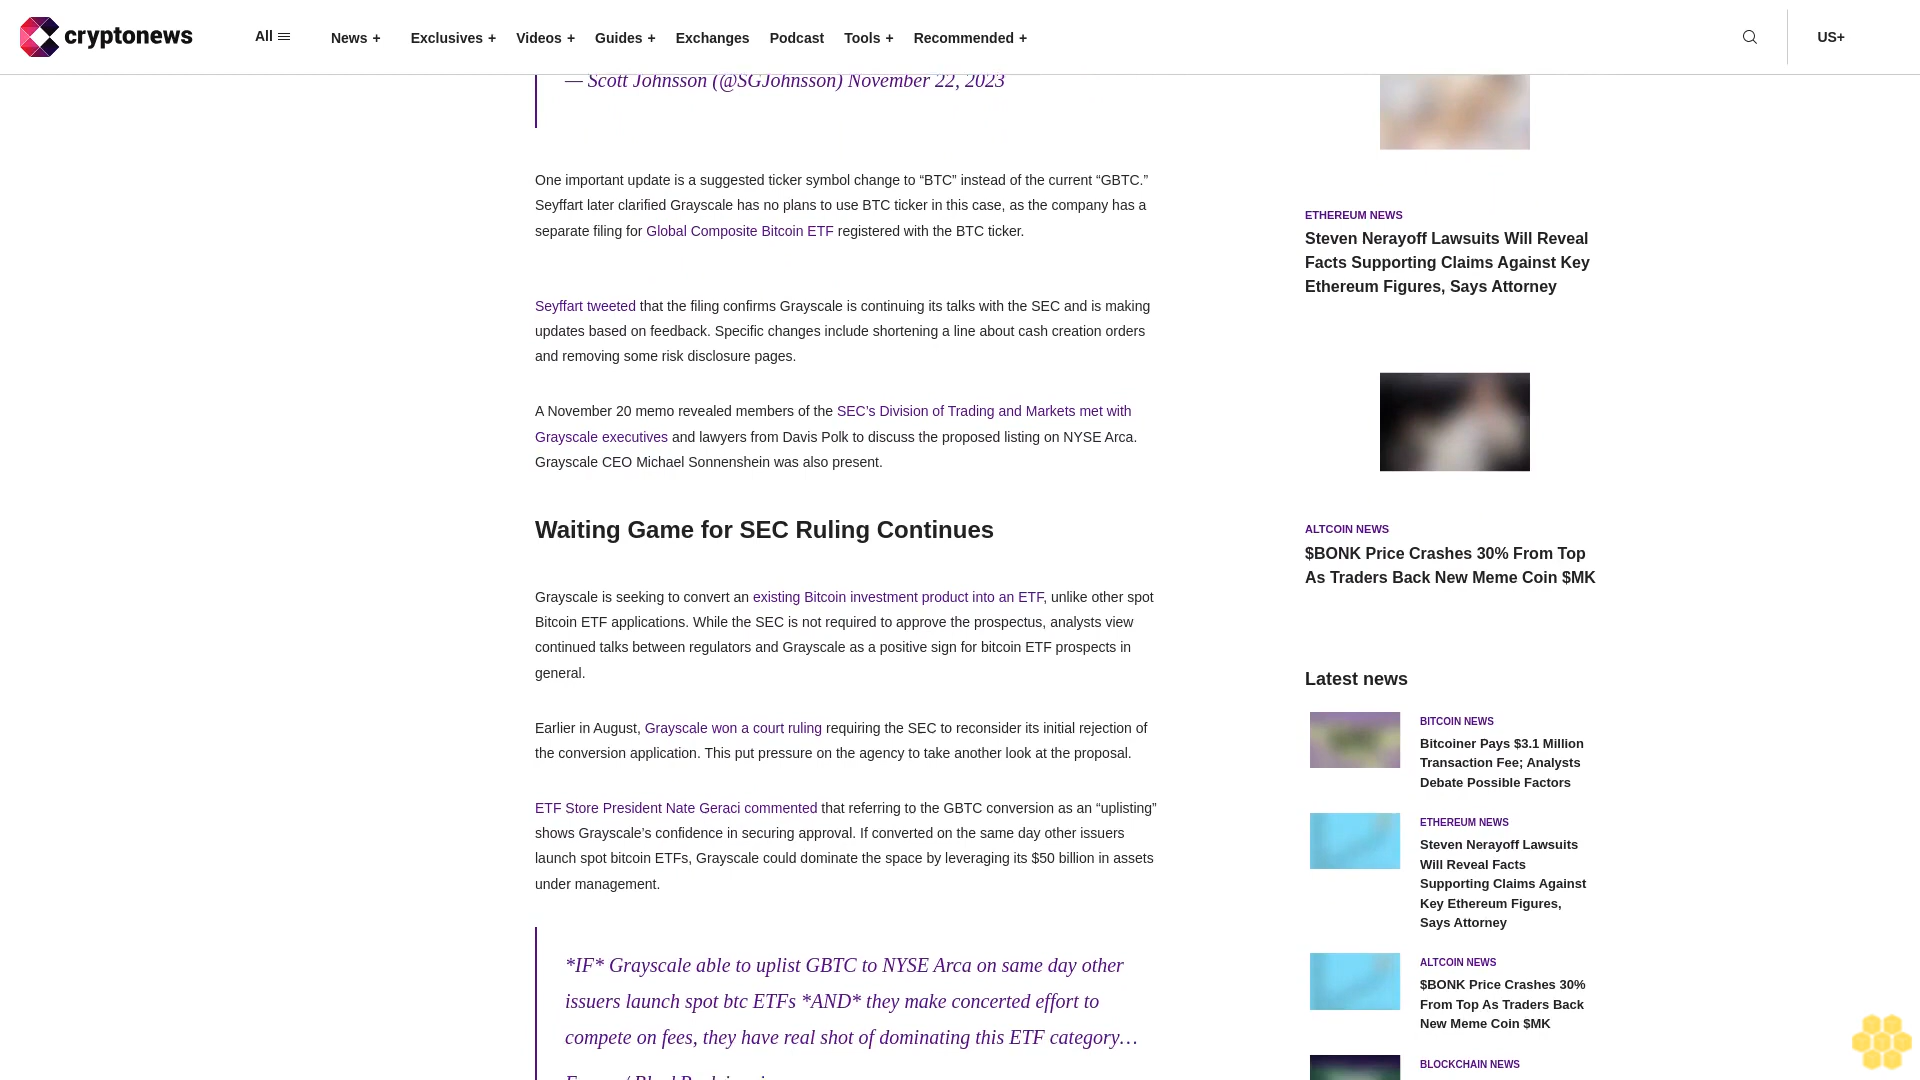 cryptonews
All
News +
Exclusives +
Videos +
Guides +
Exchanges
Podcast
Tools +
Recommended +
US+
— Scott Johnsson (@SGJohnsson) November 22, 2023
One important update is a suggested ticker symbol change to “BTC” instead of the current “GBTC.”
Seyffart later clarified Grayscale has no plans to use BTC ticker in this case, as the company has a
separate filing for Global Composite Bitcoin ETF registered with the BTC ticker.
Seyffart tweeted that the filing confirms Grayscale is continuing its talks with the SEC and is making
updates based on feedback. Specific changes include shortening a line about cash creation orders
and removing some risk disclosure pages.
A November 20 memo revealed members of the SEC’s Division of Trading and Markets met with
Grayscale executives and lawyers from Davis Polk to discuss the proposed listing on NYSE Arca.
Grayscale CEO Michael Sonnenshein was also present.
Waiting Game for SEC Ruling Continues
Grayscale is seeking to convert an existing Bitcoin investment product into an ETF, unlike other spot
Bitcoin ETF applications. While the SEC is not required to approve the prospectus, analysts view
continued talks between regulators and Grayscale as a positive sign for bitcoin ETF prospects in
general.
Earlier in August, Grayscale won a court ruling requiring the SEC to reconsider its initial rejection of
the conversion application. This put pressure on the agency to take another look at the proposal.
ETF Store President Nate Geraci commented that referring to the GBTC conversion as an “uplisting”
shows Grayscale’s confidence in securing approval. If converted on the same day other issuers
launch spot bitcoin ETFs, Grayscale could dominate the space by leveraging its $50 billion in assets
under management.
*IF* Grayscale able to uplist GBTC to NYSE Arca on same day other
issuers launch spot btc ETFs *AND* they make concerted effort to
compete on fees, they have real shot of dominating this ETF category…
ETHEREUM NEWS
Steven Nerayoff Lawsuits Will Reveal
Facts Supporting Claims Against Key
Ethereum Figures, Says Attorney
ALTCOIN NEWS
$BONK Price Crashes 30% From Top
As Traders Back New Meme Coin $MK
Latest news
BITCOIN NEWS
Bitcoiner Pays $3.1 Million
Transaction Fee; Analysts
Debate Possible Factors
ETHEREUM NEWS
Steven Nerayoff Lawsuits
Will Reveal Facts
Supporting Claims Against
Key Ethereum Figures,
Says Attorney
ALTCOIN NEWS
$BONK Price Crashes 30%
From Top As Traders Back
New Meme Coin $MK
BLOCKCHAIN NEWS